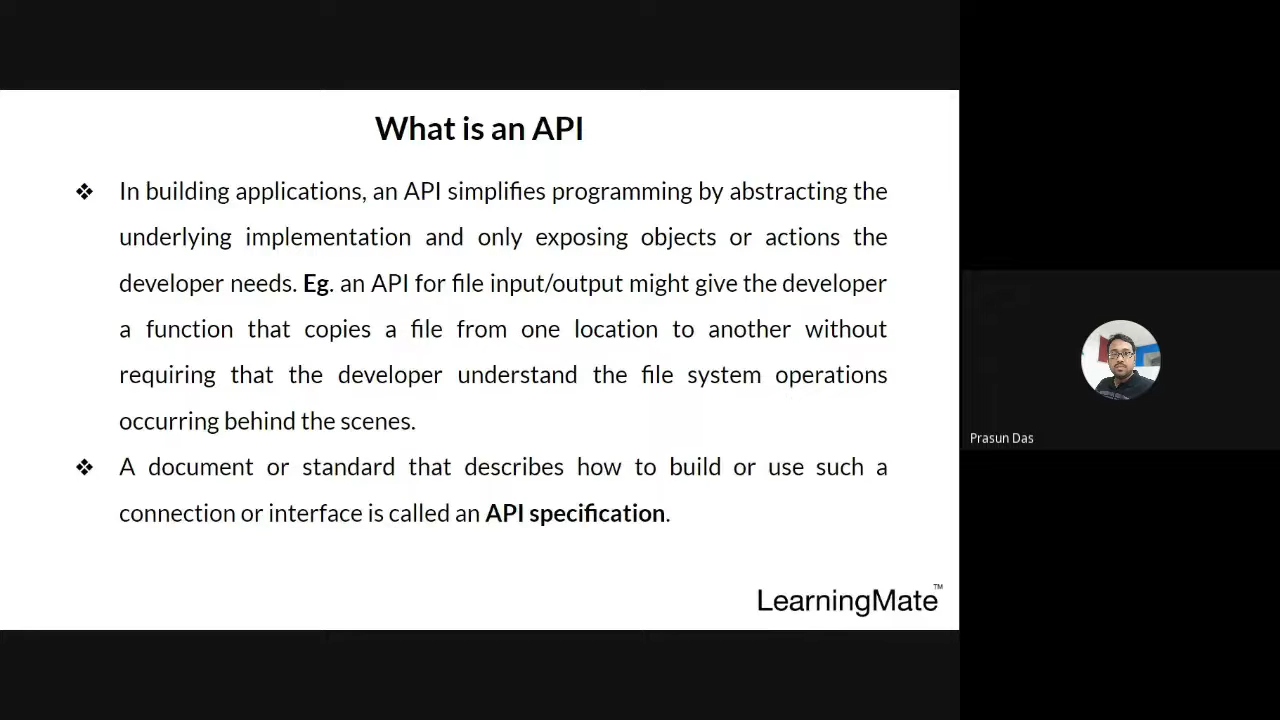 What is an API
❖ In building applications, an API simplifies programming by abstracting the
underlying implementation and only exposing objects or actions the
developer needs. Eg. an API for file input/output might give the developer
a function that copies a file from one location to another without
requiring that the developer understand the file system operations
occurring behind the scenes.
❖ A document or standard that describes how to build or use such a
connection or interface is called an API specification.
LearningMate™
Prasun Das